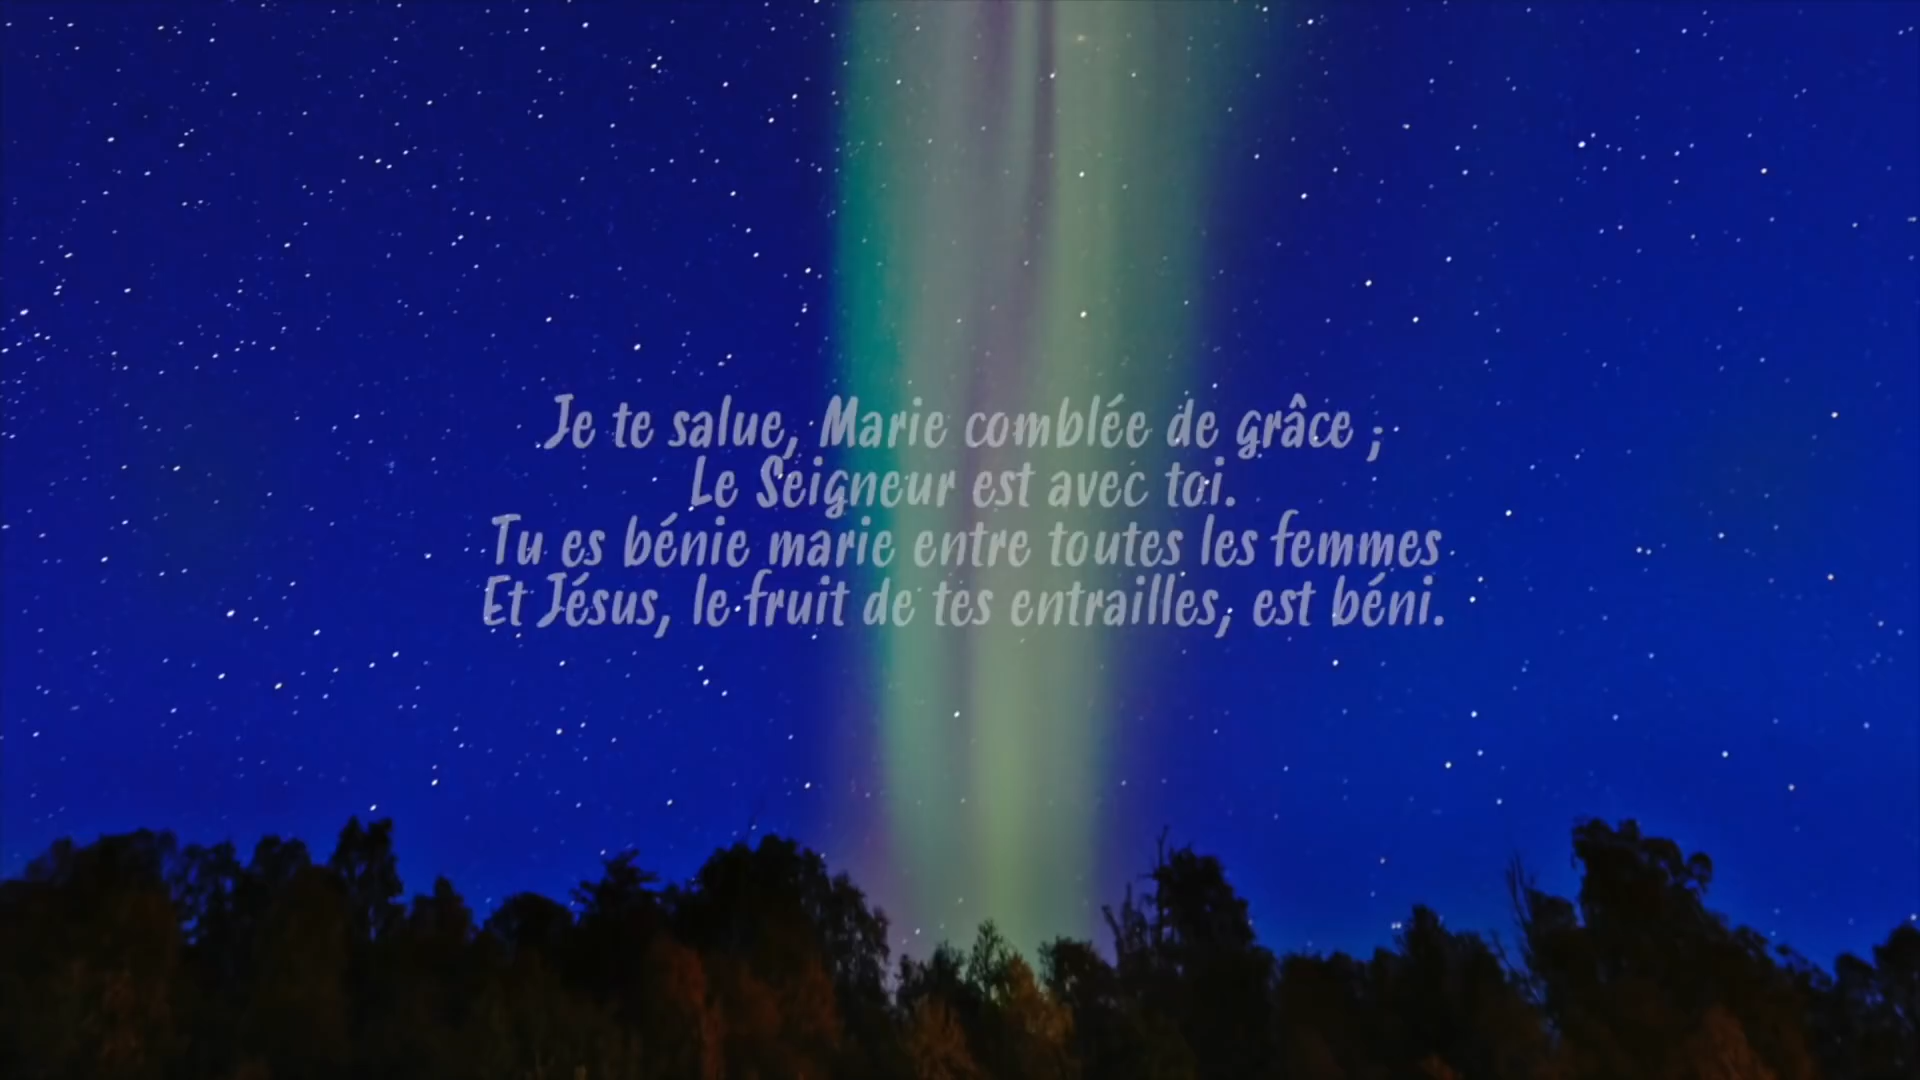 Je te salue, Marie comblée de grâce ;
Le Seigneur est avec toi.
Tu es bénie marie entre toutes les femmes
Et Jésus, le fruit de tes entrailles, est béni.